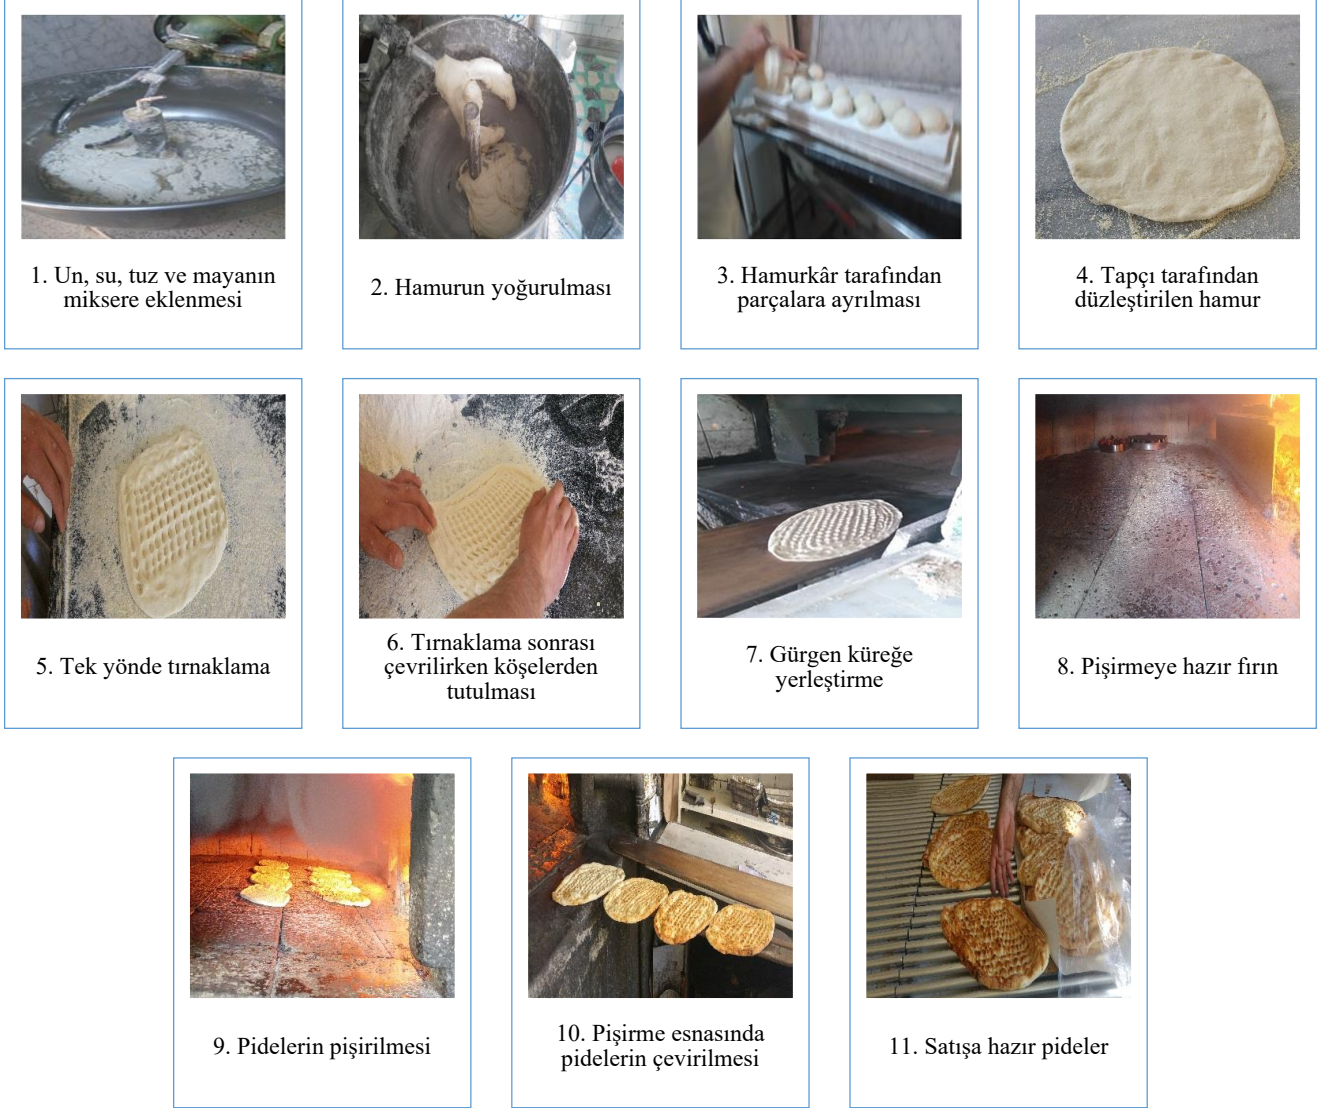 1. Un, su, tuz ve mayanın
miksere eklenmesi
2. Hamurun yoğurulması
3. Hamurkâr tarafından
parçalara ayrılması
4. Tapçı tarafından
düzleştirilen hamur
5. Tek yönde tırnaklama
6. Tırnaklama sonrası
çevrilirken köşelerden
tutulması
7. Gürgen küreğe
yerleştirme
8. Pişirmeye hazır fırın
9. Pidelerin pişirilmesi
10. Pişirme esnasında
pidelerin çevirilmesi
11. Satışa hazır pideler